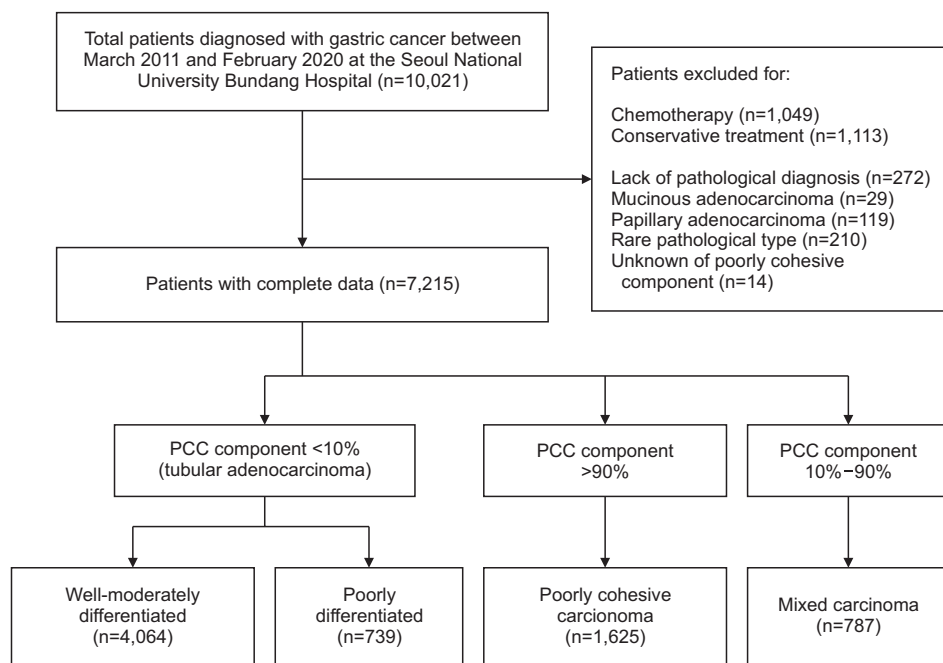 Total patients diagnosed with gastric cancer between
March 2011 and February 2020 at the Seoul National
University Bundang Hospital (n=10,021)
Patients excluded for:
Chemotherapy (n=1,049)
Conservative treatment (n=1,113)
Lack of pathological diagnosis (n=272)
Mucinous adenocarcinoma (n=29)
Papillary adenocarcinoma (n=119)
Rare pathological type (n=210)
Unknown of poorly cohesive
component (n=14)
Patients with complete data (n=7,215)
PCC component <10%
(tubular adenocarcinoma)
PCC component
>90%
PCC component
10%−90%
Well-moderately
differentiated
(n=4,064)
Poorly
differentiated
(n=739)
Poorly cohesive
carcionoma
(n=1,625)
Mixed carcinoma
(n=787)